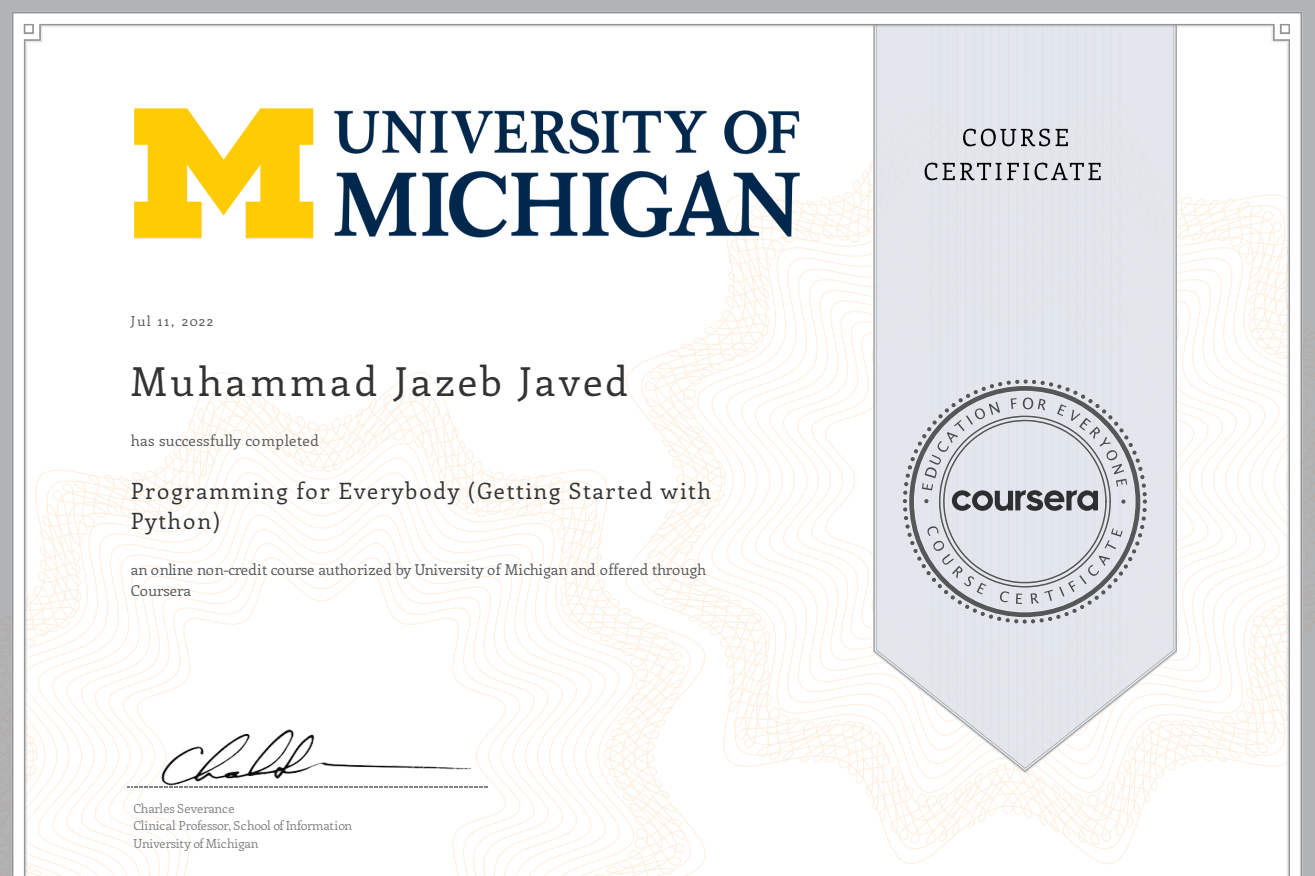 UNIVERSITY OF
MICHIGAN
COURSE
CERTIFICATE
Jul 11, 2022
Muhammad Jazeb Javed
has successfully completed
Programming for Everybody (Getting Started with
Python)
an online non-credit course authorized by University of Michigan and offered through
Coursera
EDUCATION FOR EVERYONE
coursera
COURSE CERTIFICATE
Charles Severance
Clinical Professor, School of Information
University of Michigan